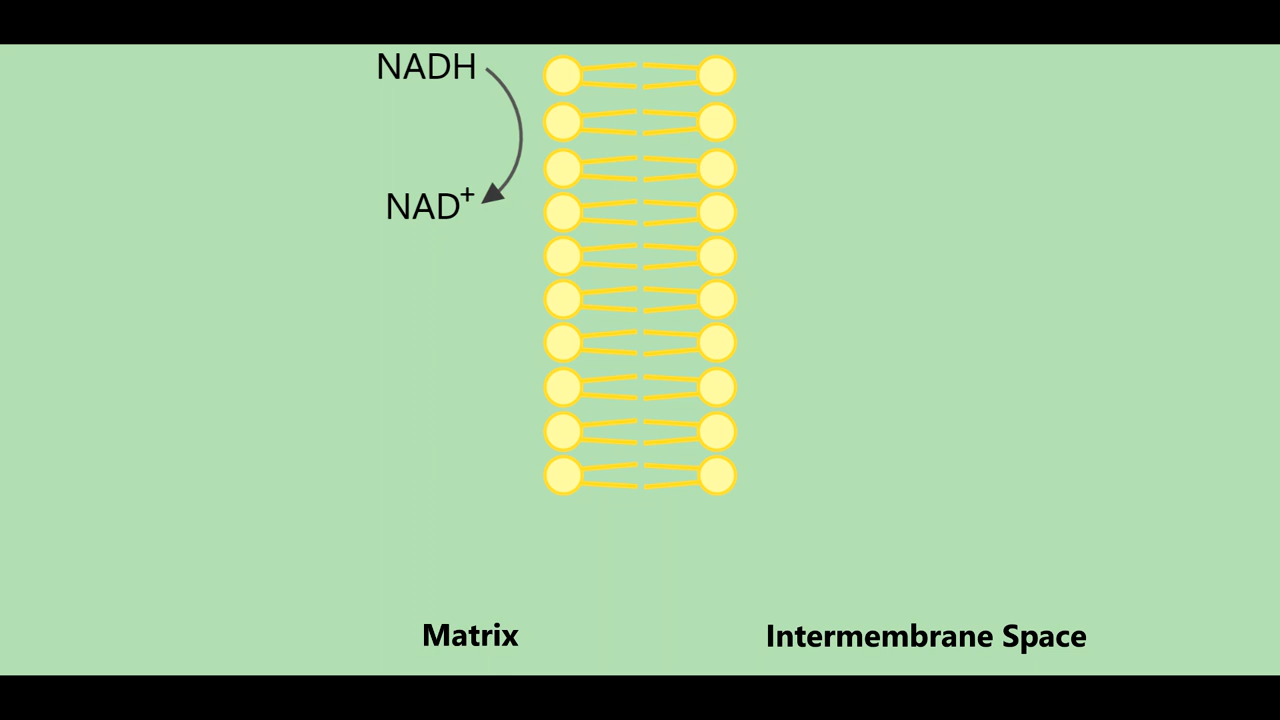 NADH
NAD⁺
Matrix
Intermembrane Space